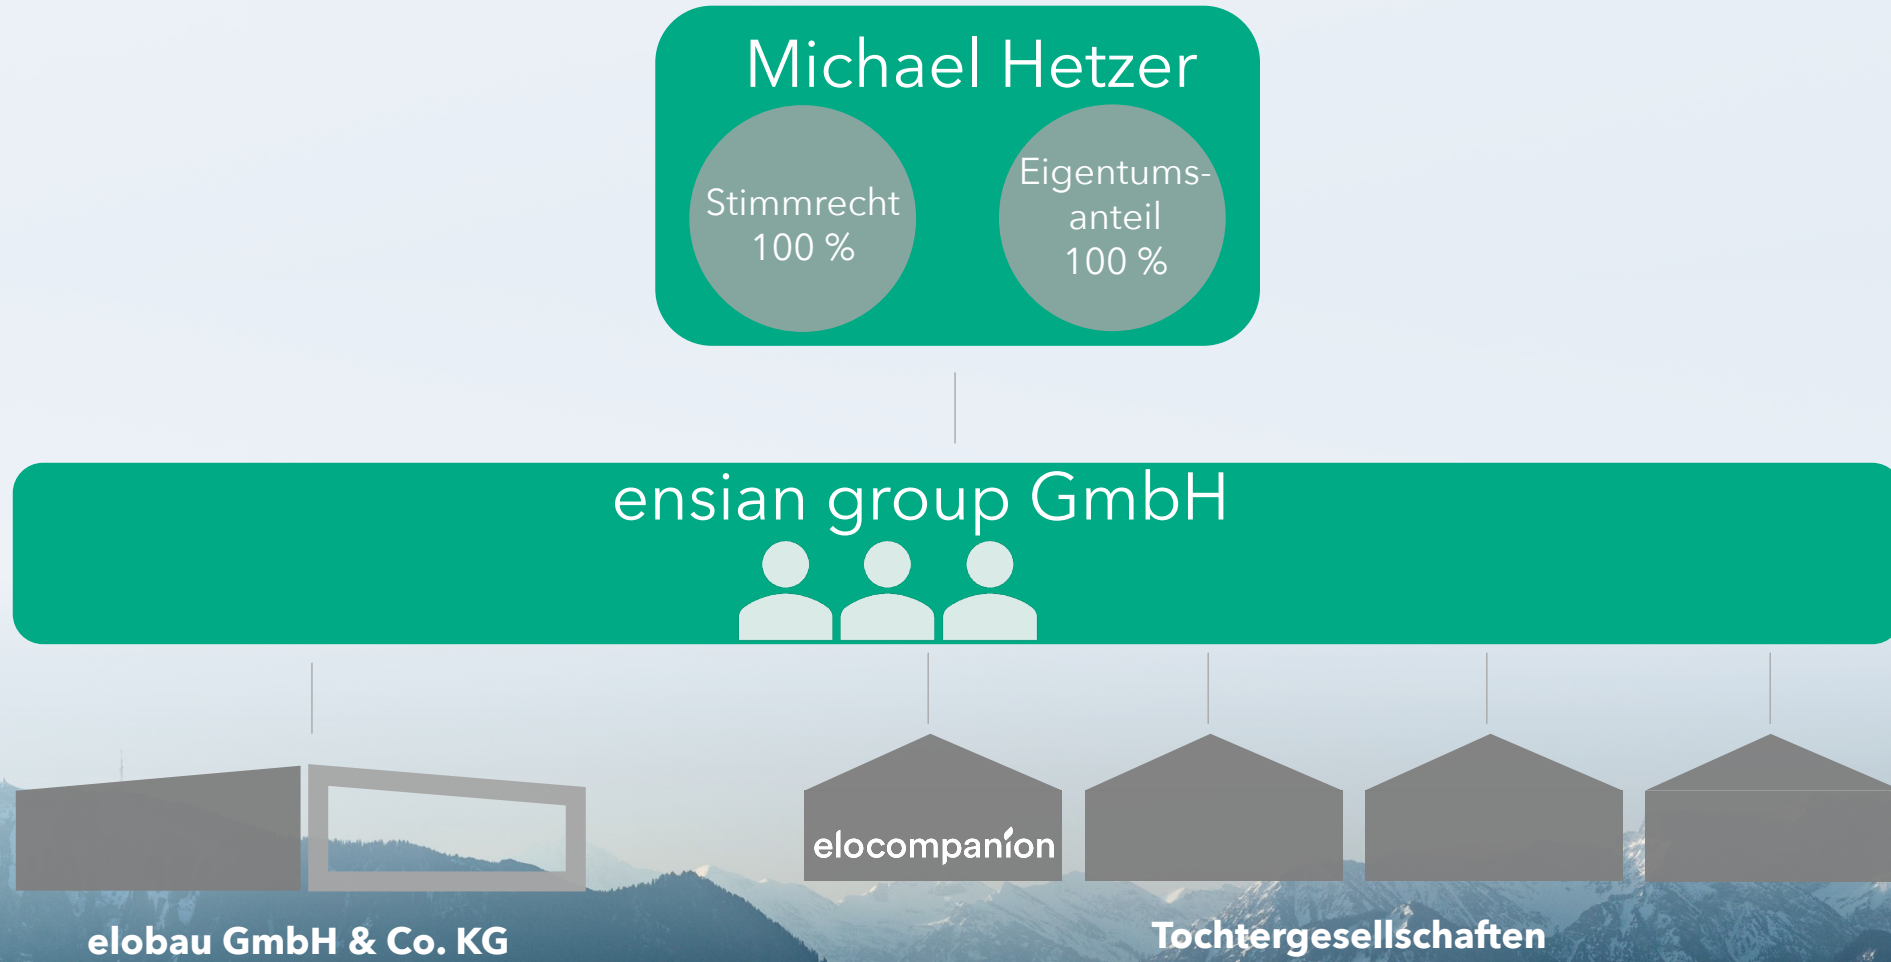 Michael Hetzer
Stimmrecht
100 %
Eigentums-
anteil
100 %
ensian group GmbH
elocompanion
elobau GmbH & Co. KG
Tochtergesellschaften